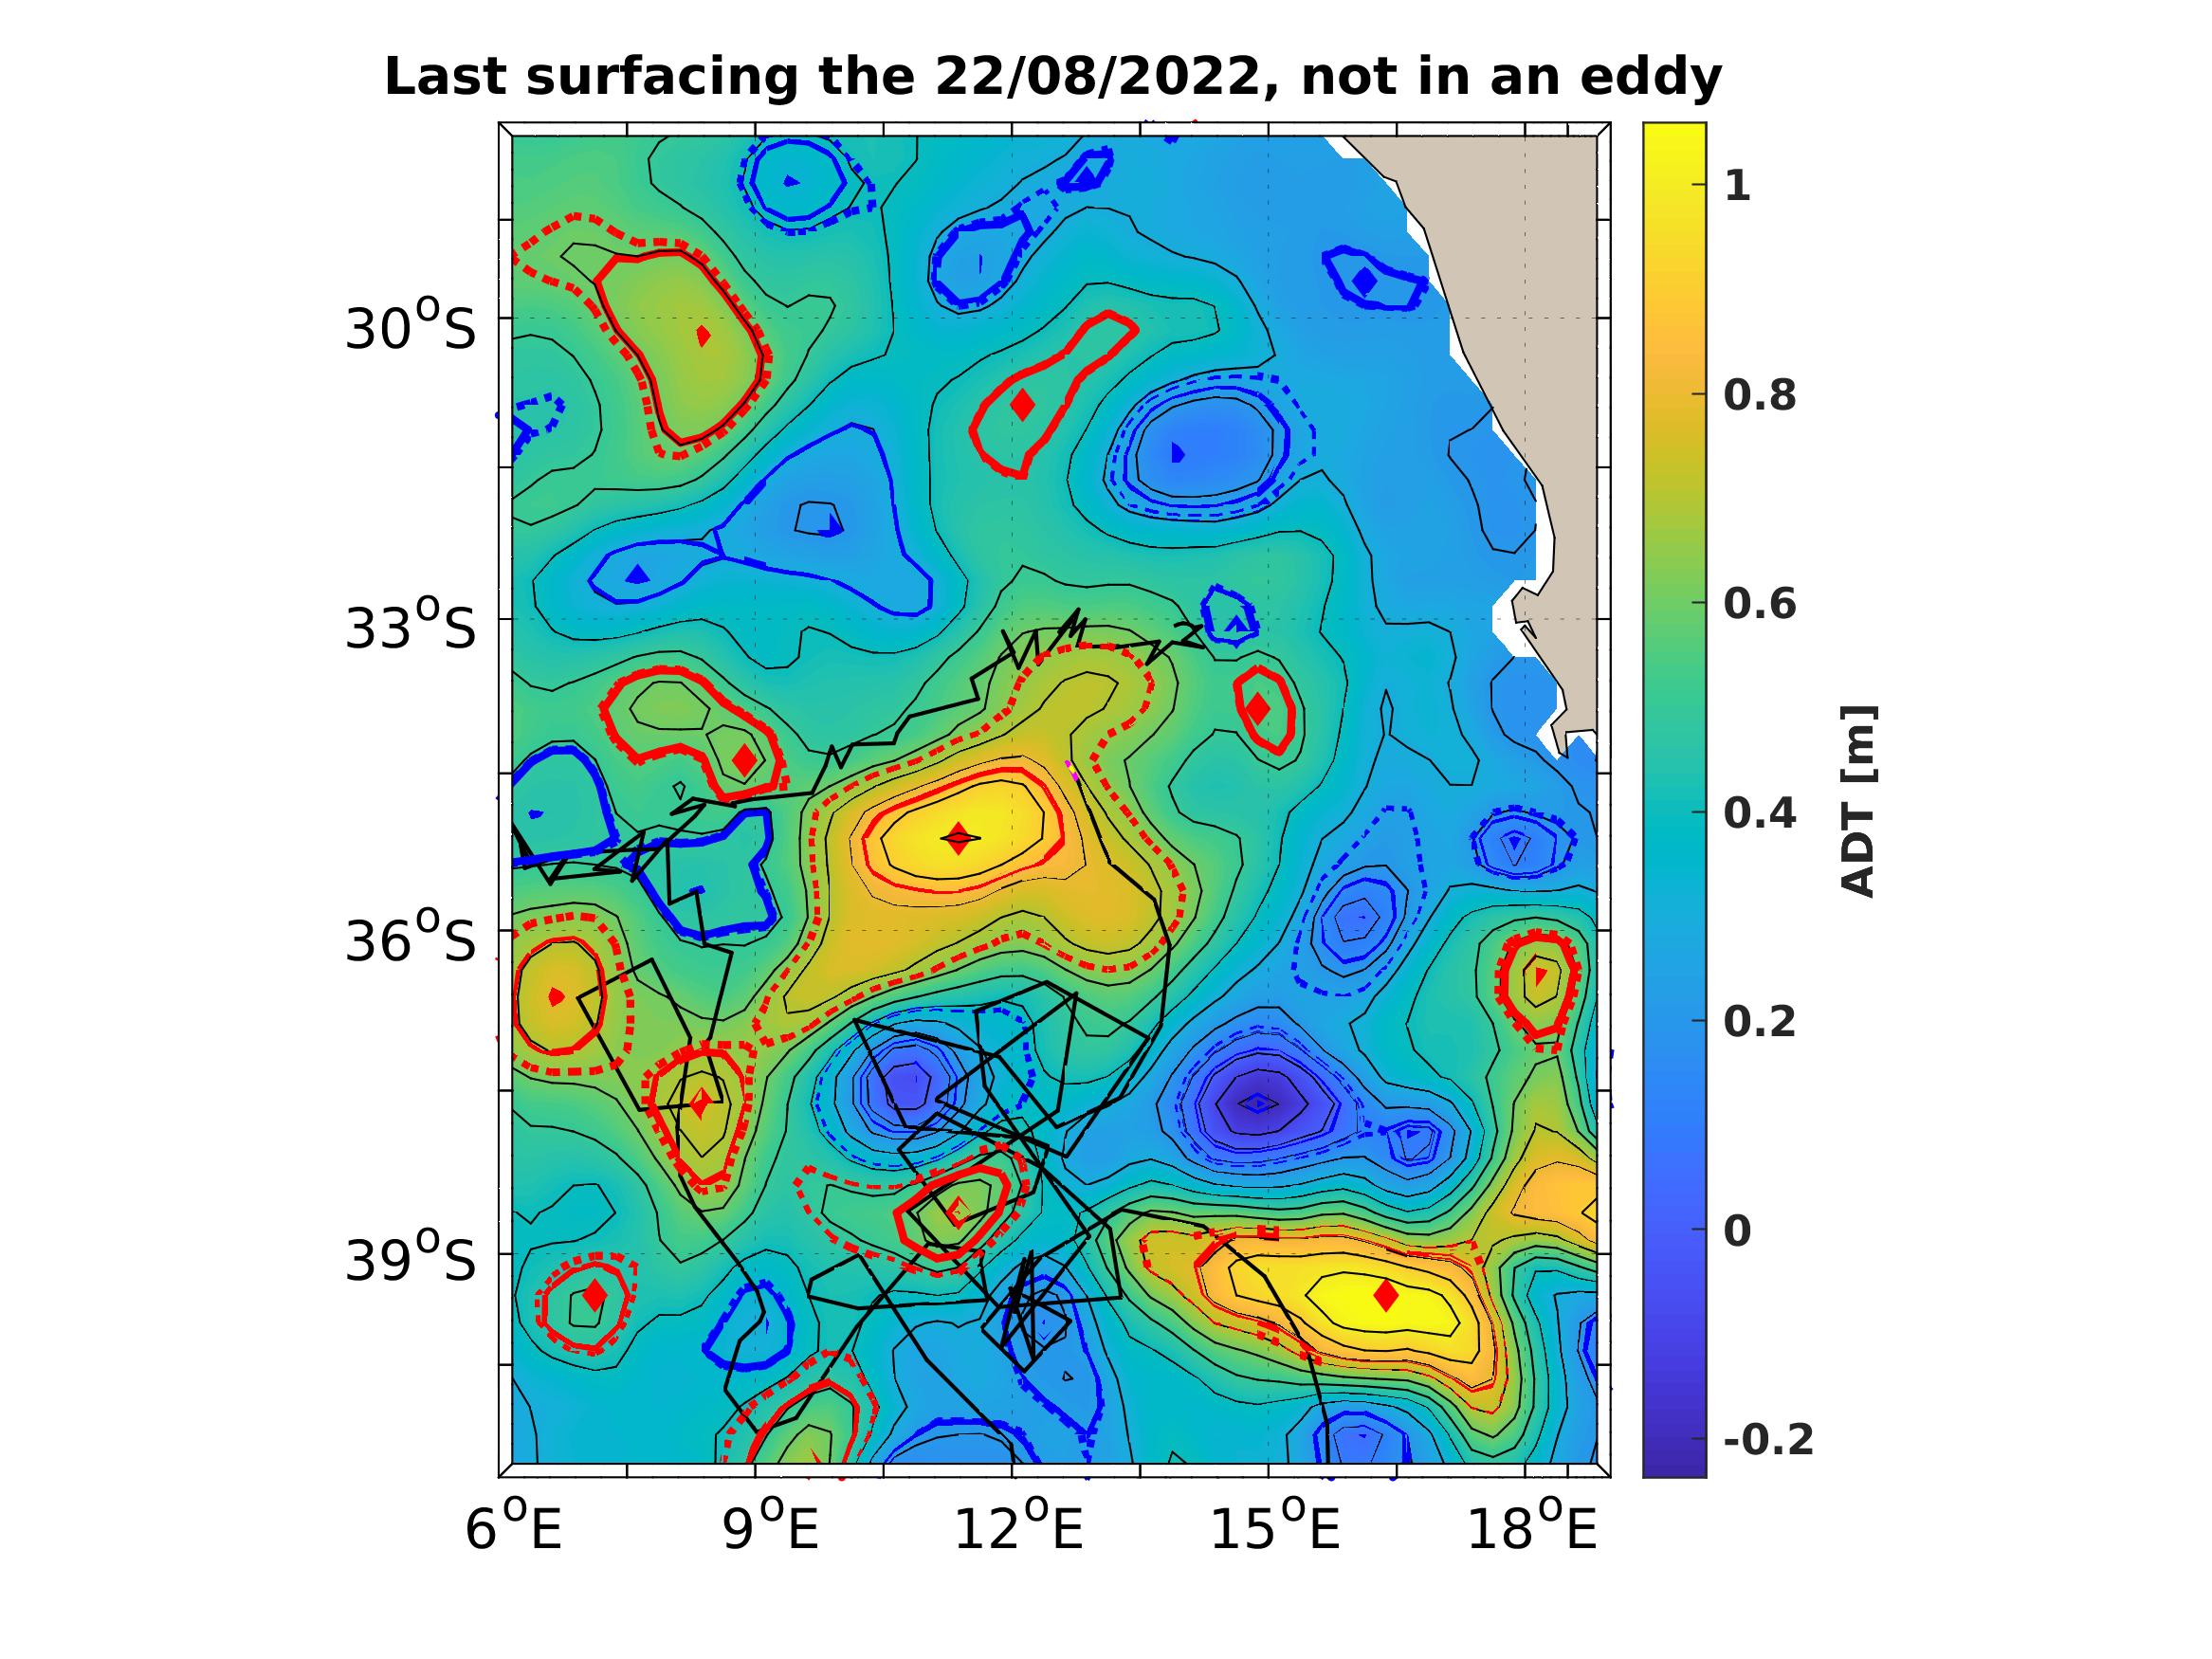 Last surfacing the 22/08/2022, not in an eddy
30°S
33°S
36°S
39°S
6°E
9°E
12°E
15°E
18°E
1
0.8
0.6
0.4
0.2
0
-0.2
ADT [m]